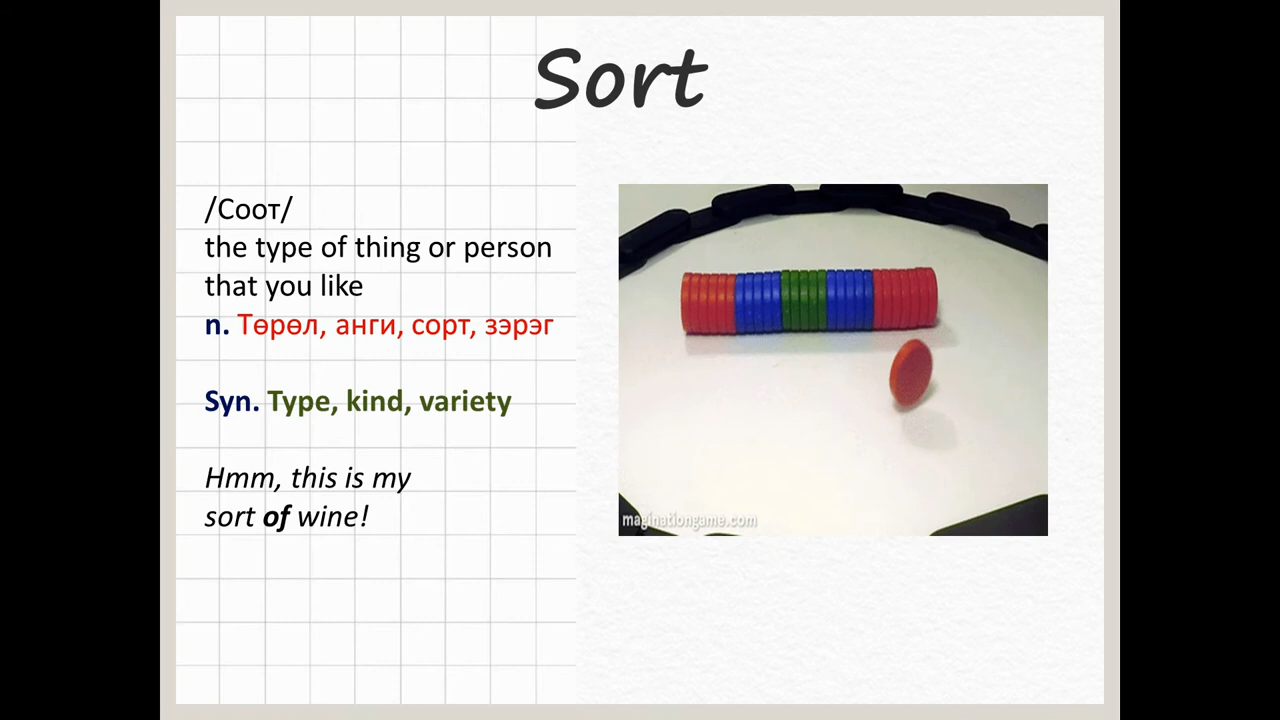 Sort
/Соот/
the type of thing or person
that you like
n. Төрөл, анги, сорт, зэрэг
Syn. Type, kind, variety
Hmm, this is my
sort of wine!
maginationgame.com